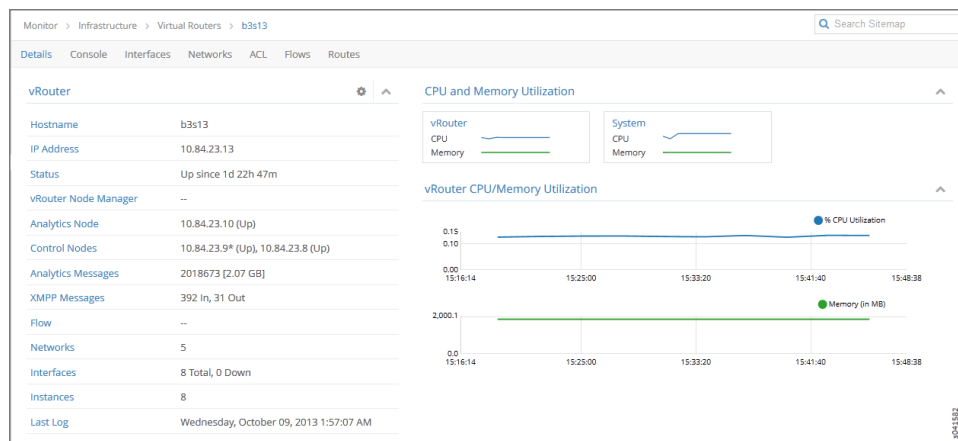 Monitor > Infrastructure > Virtual Routers > b3s13
Search Sitemap
Details Console Interfaces Networks ACL Flows Routes
vRouter
Hostname b3s13
IP Address 10.84.23.13
Status Up since 1d 22h 47m
vRouter Node Manager --
Analytics Node 10.84.23.10 (Up)
Control Nodes 10.84.23.9* (Up), 10.84.23.8 (Up)
Analytics Messages 2018673 [2.07 GB]
XMPP Messages 392 In, 31 Out
Flow --
Networks 5
Interfaces 8 Total, 0 Down
Instances 8
Last Log Wednesday, October 09, 2013 1:57:07 AM
CPU and Memory Utilization
vRouter
CPU
Memory
System
CPU
Memory
vRouter CPU/Memory Utilization
% CPU Utilization
0.15
0.10
0.00
15:16:14 15:25:00 15:33:20 15:41:40 15:48:38
Memory (in MB)
2,000.1
0.0
15:16:14 15:25:00 15:33:20 15:41:40 15:48:38
s041582